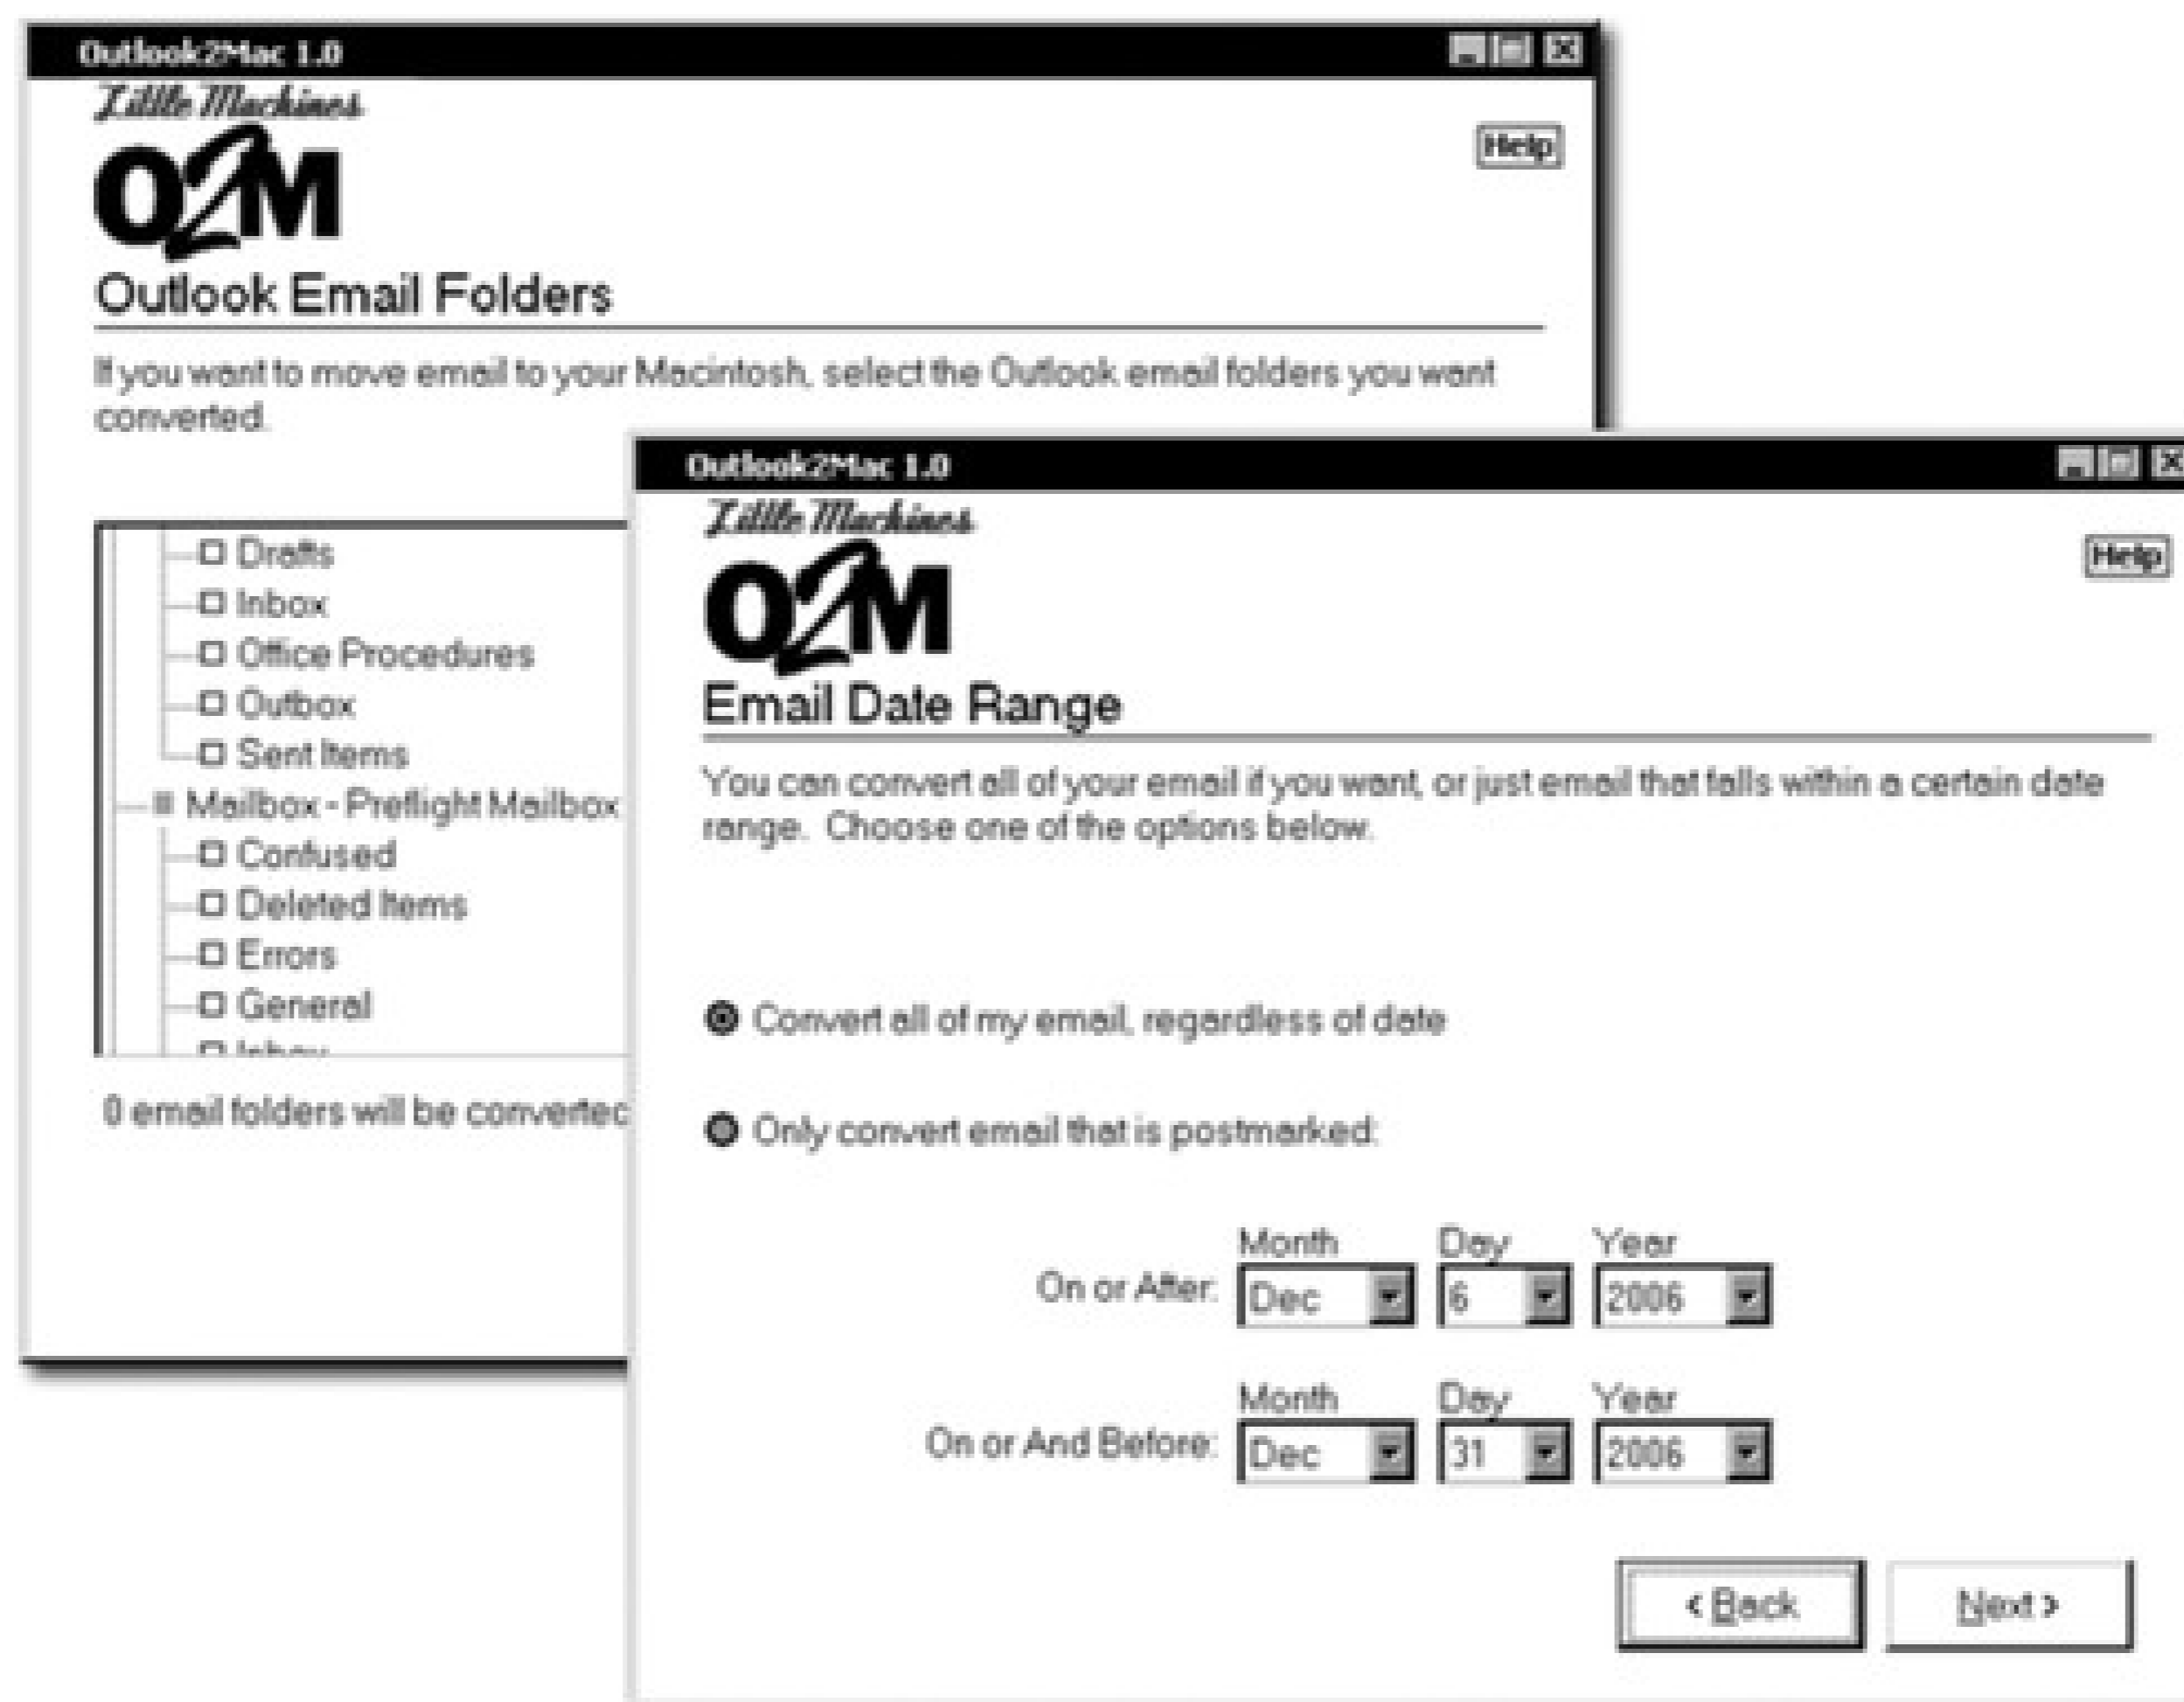 Outlook2Mac 1.0
Little Machines
O2M
Help
Outlook Email Folders
If you want to move email to your Macintosh, select the Outlook email folders you want
converted.
Drafts
Inbox
Office Procedures
Outbox
Sent Items
Mailbox - Preflight Mailbox
Confused
Deleted Items
Errors
General
Inbox
0 email folders will be converted
Outlook2Mac 1.0
Little Machines
O2M
Help
Email Date Range
You can convert all of your email if you want, or just email that falls within a certain date
range.  Choose one of the options below.
Convert all of my email, regardless of date
Only convert email that is postmarked:
Month Day Year
On or After: Dec 6 2006
Month Day Year
On or And Before: Dec 31 2006
< Back Next >